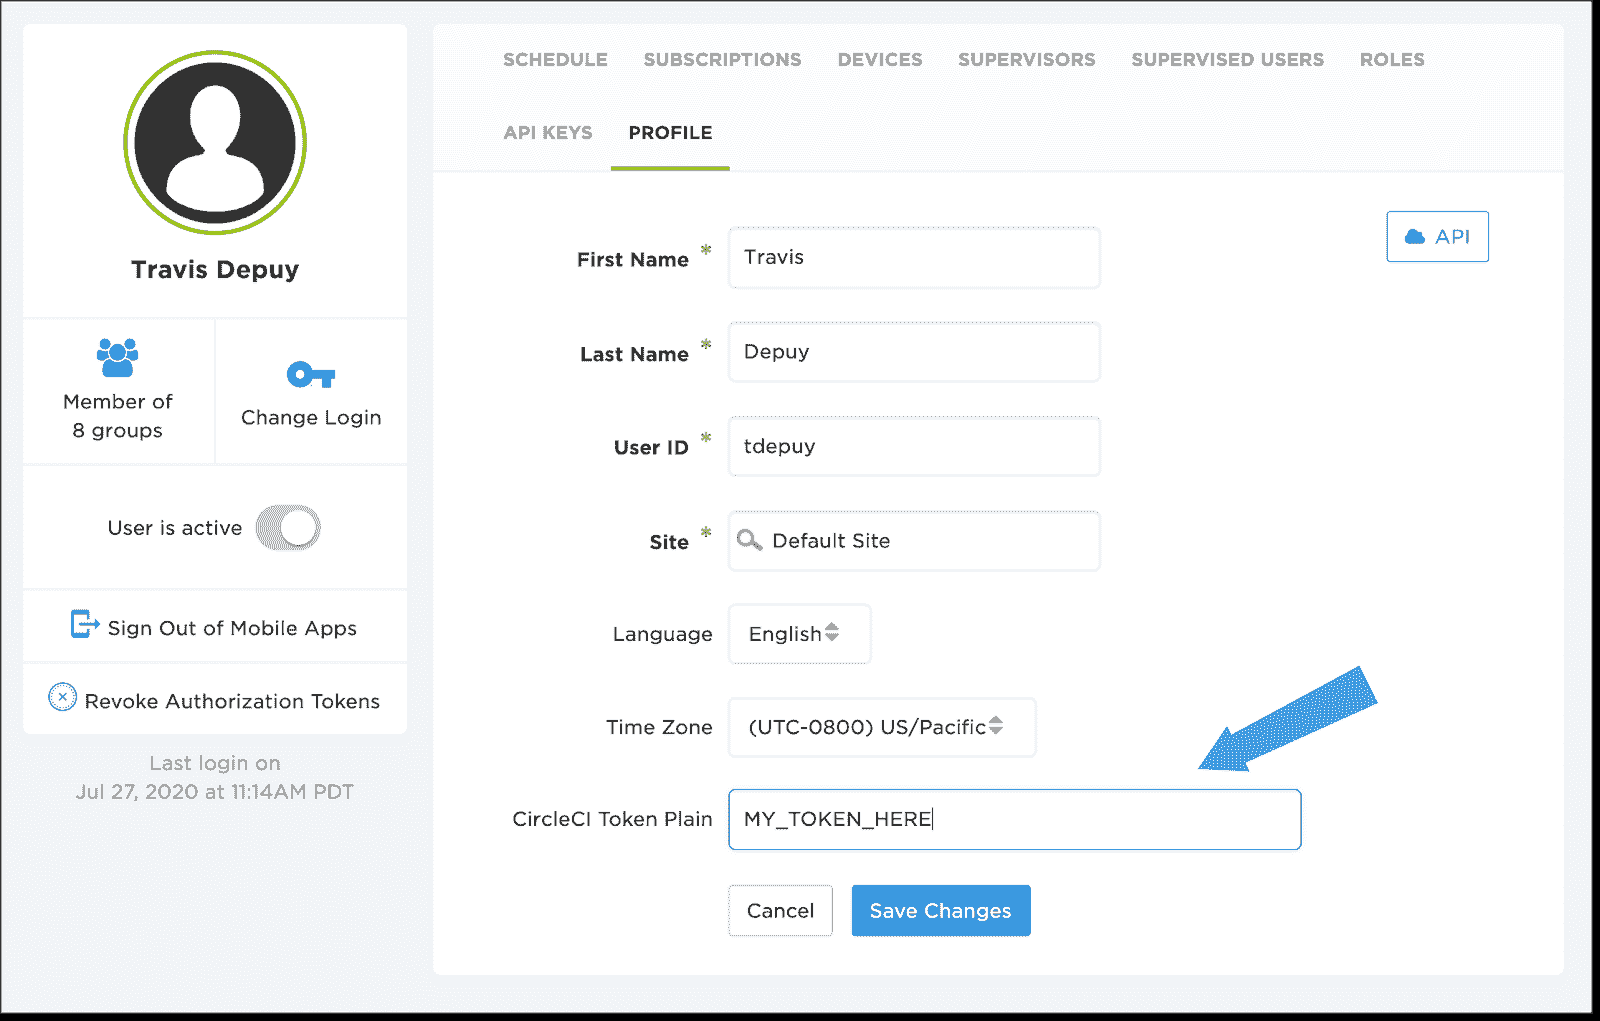 Travis Depuy
Member of
8 groups
Change Login
User is active
Sign Out of Mobile Apps
Revoke Authorization Tokens
Last login on
Jul 27, 2020 at 11:14AM PDT
SCHEDULE SUBSCRIPTIONS DEVICES SUPERVISORS SUPERVISED USERS ROLES
API KEYS PROFILE
API
First Name * Travis
Last Name * Depuy
User ID * tdepuy
Site * Default Site
Language English
Time Zone (UTC-0800) US/Pacific
CircleCI Token Plain MY_TOKEN_HERE
Cancel Save Changes